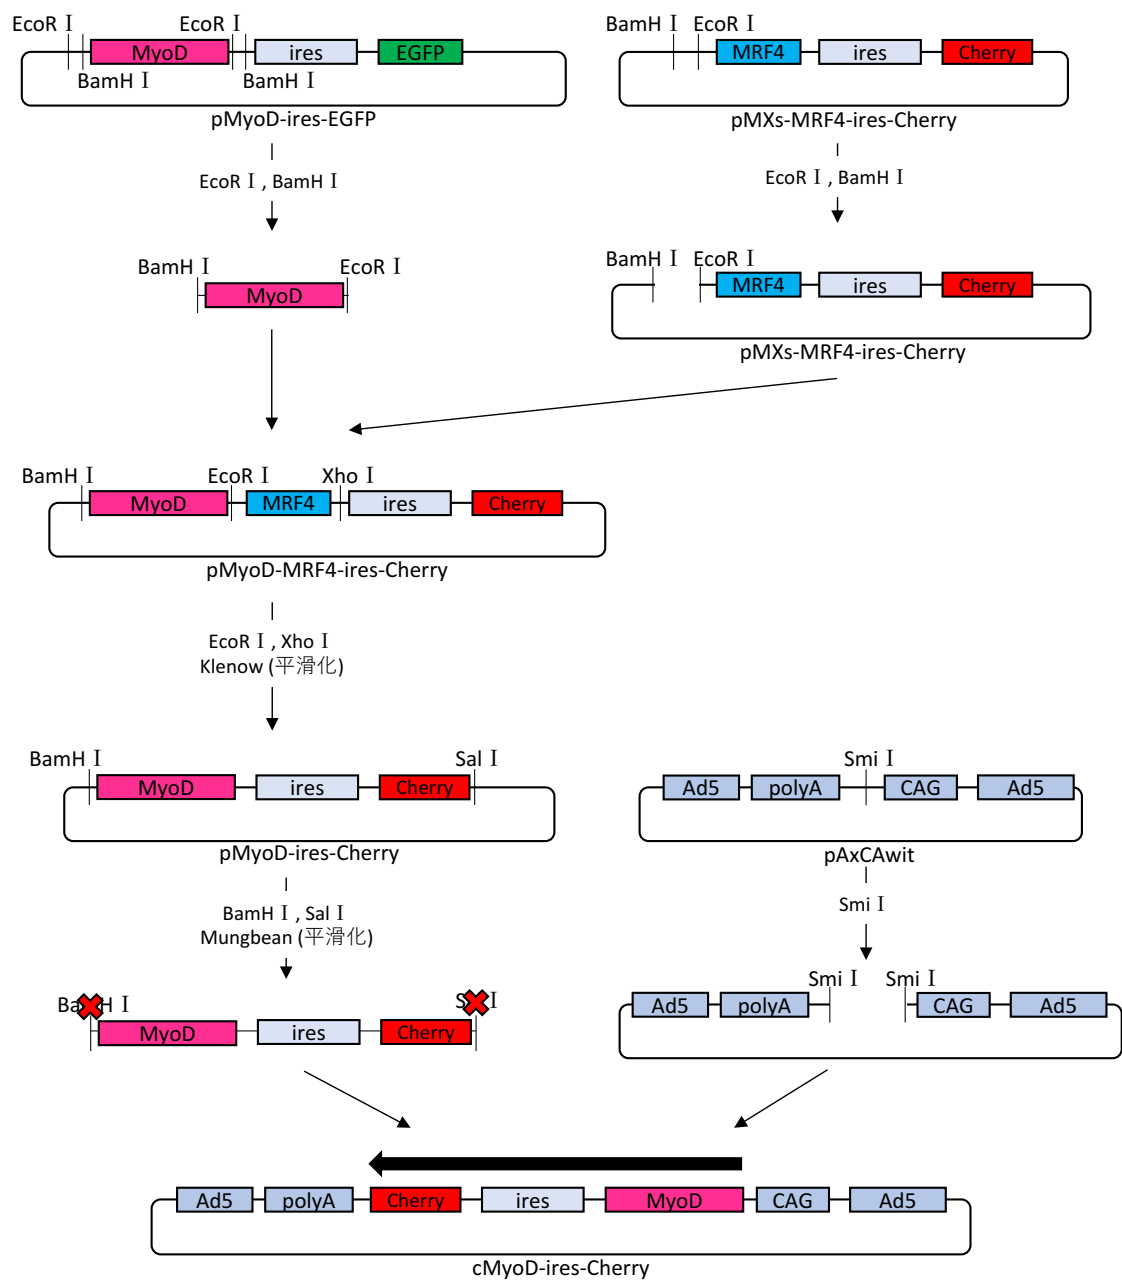 EcoR Ⅰ EcoR Ⅰ
MyoD ires EGFP
BamH Ⅰ BamH Ⅰ
pMyoD-ires-EGFP
EcoR Ⅰ , BamH Ⅰ
BamH Ⅰ EcoR Ⅰ
MRF4 ires Cherry
pMXs-MRF4-ires-Cherry
EcoR Ⅰ , BamH Ⅰ
BamH Ⅰ EcoR Ⅰ
MyoD
BamH Ⅰ EcoR Ⅰ
MRF4 ires Cherry
pMXs-MRF4-ires-Cherry
BamH Ⅰ EcoR Ⅰ Xho Ⅰ
MyoD MRF4 ires Cherry
pMyoD-MRF4-ires-Cherry
EcoR Ⅰ , Xho Ⅰ
Klenow (平滑化)
BamH Ⅰ Sal Ⅰ
MyoD ires Cherry
pMyoD-ires-Cherry
BamH Ⅰ , Sal Ⅰ
Mungbean (平滑化)
Smi Ⅰ
Ad5 polyA CAG Ad5
pAxCAwit
Smi Ⅰ
BamH Ⅰ Sal Ⅰ
MyoD ires Cherry
Smi Ⅰ Smi Ⅰ
Ad5 polyA CAG Ad5
Ad5 polyA Cherry ires MyoD CAG Ad5
cMyoD-ires-Cherry